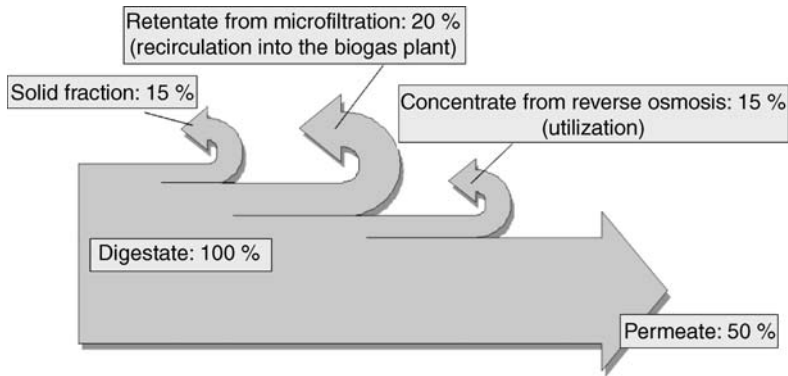 Retentate from microfiltration: 20 %
(recirculation into the biogas plant)
Solid fraction: 15 %
Concentrate from reverse osmosis: 15 %
(utilization)
Digestate: 100 %
Permeate: 50 %